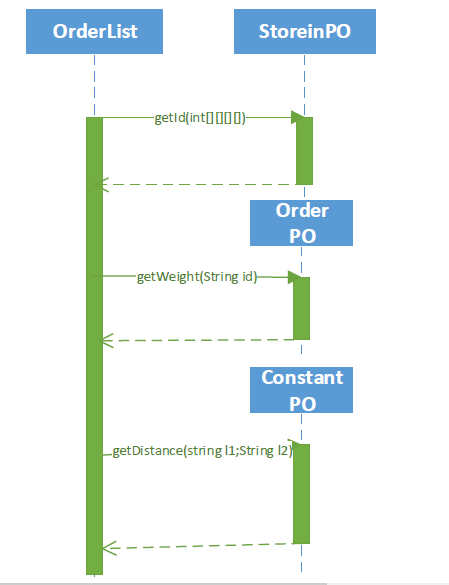 OrderList
StoreinPO
getId(int[][][][])
Order
PO
getWeight(String id)
Constant
PO
getDistance(string l1;String l2)